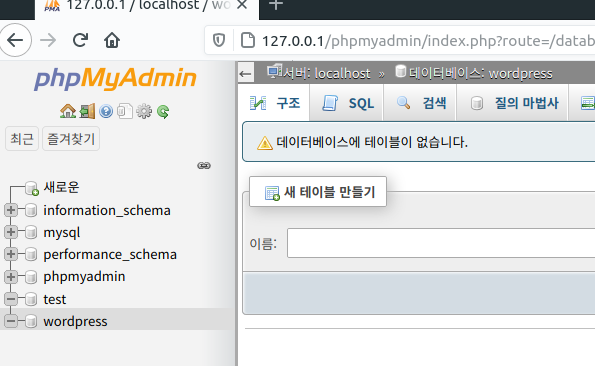 127.0.0.1 / localhost / wo
127.0.0.1/phpmyadmin/index.php?route=/datab
phpMyAdmin
최근 즐겨찾기
새로운
information_schema
mysql
performance_schema
phpmyadmin
test
wordpress
서버: localhost » 데이터베이스: wordpress
구조 SQL 검색 질의 마법사
데이터베이스에 테이블이 없습니다.
새 테이블 만들기
이름: